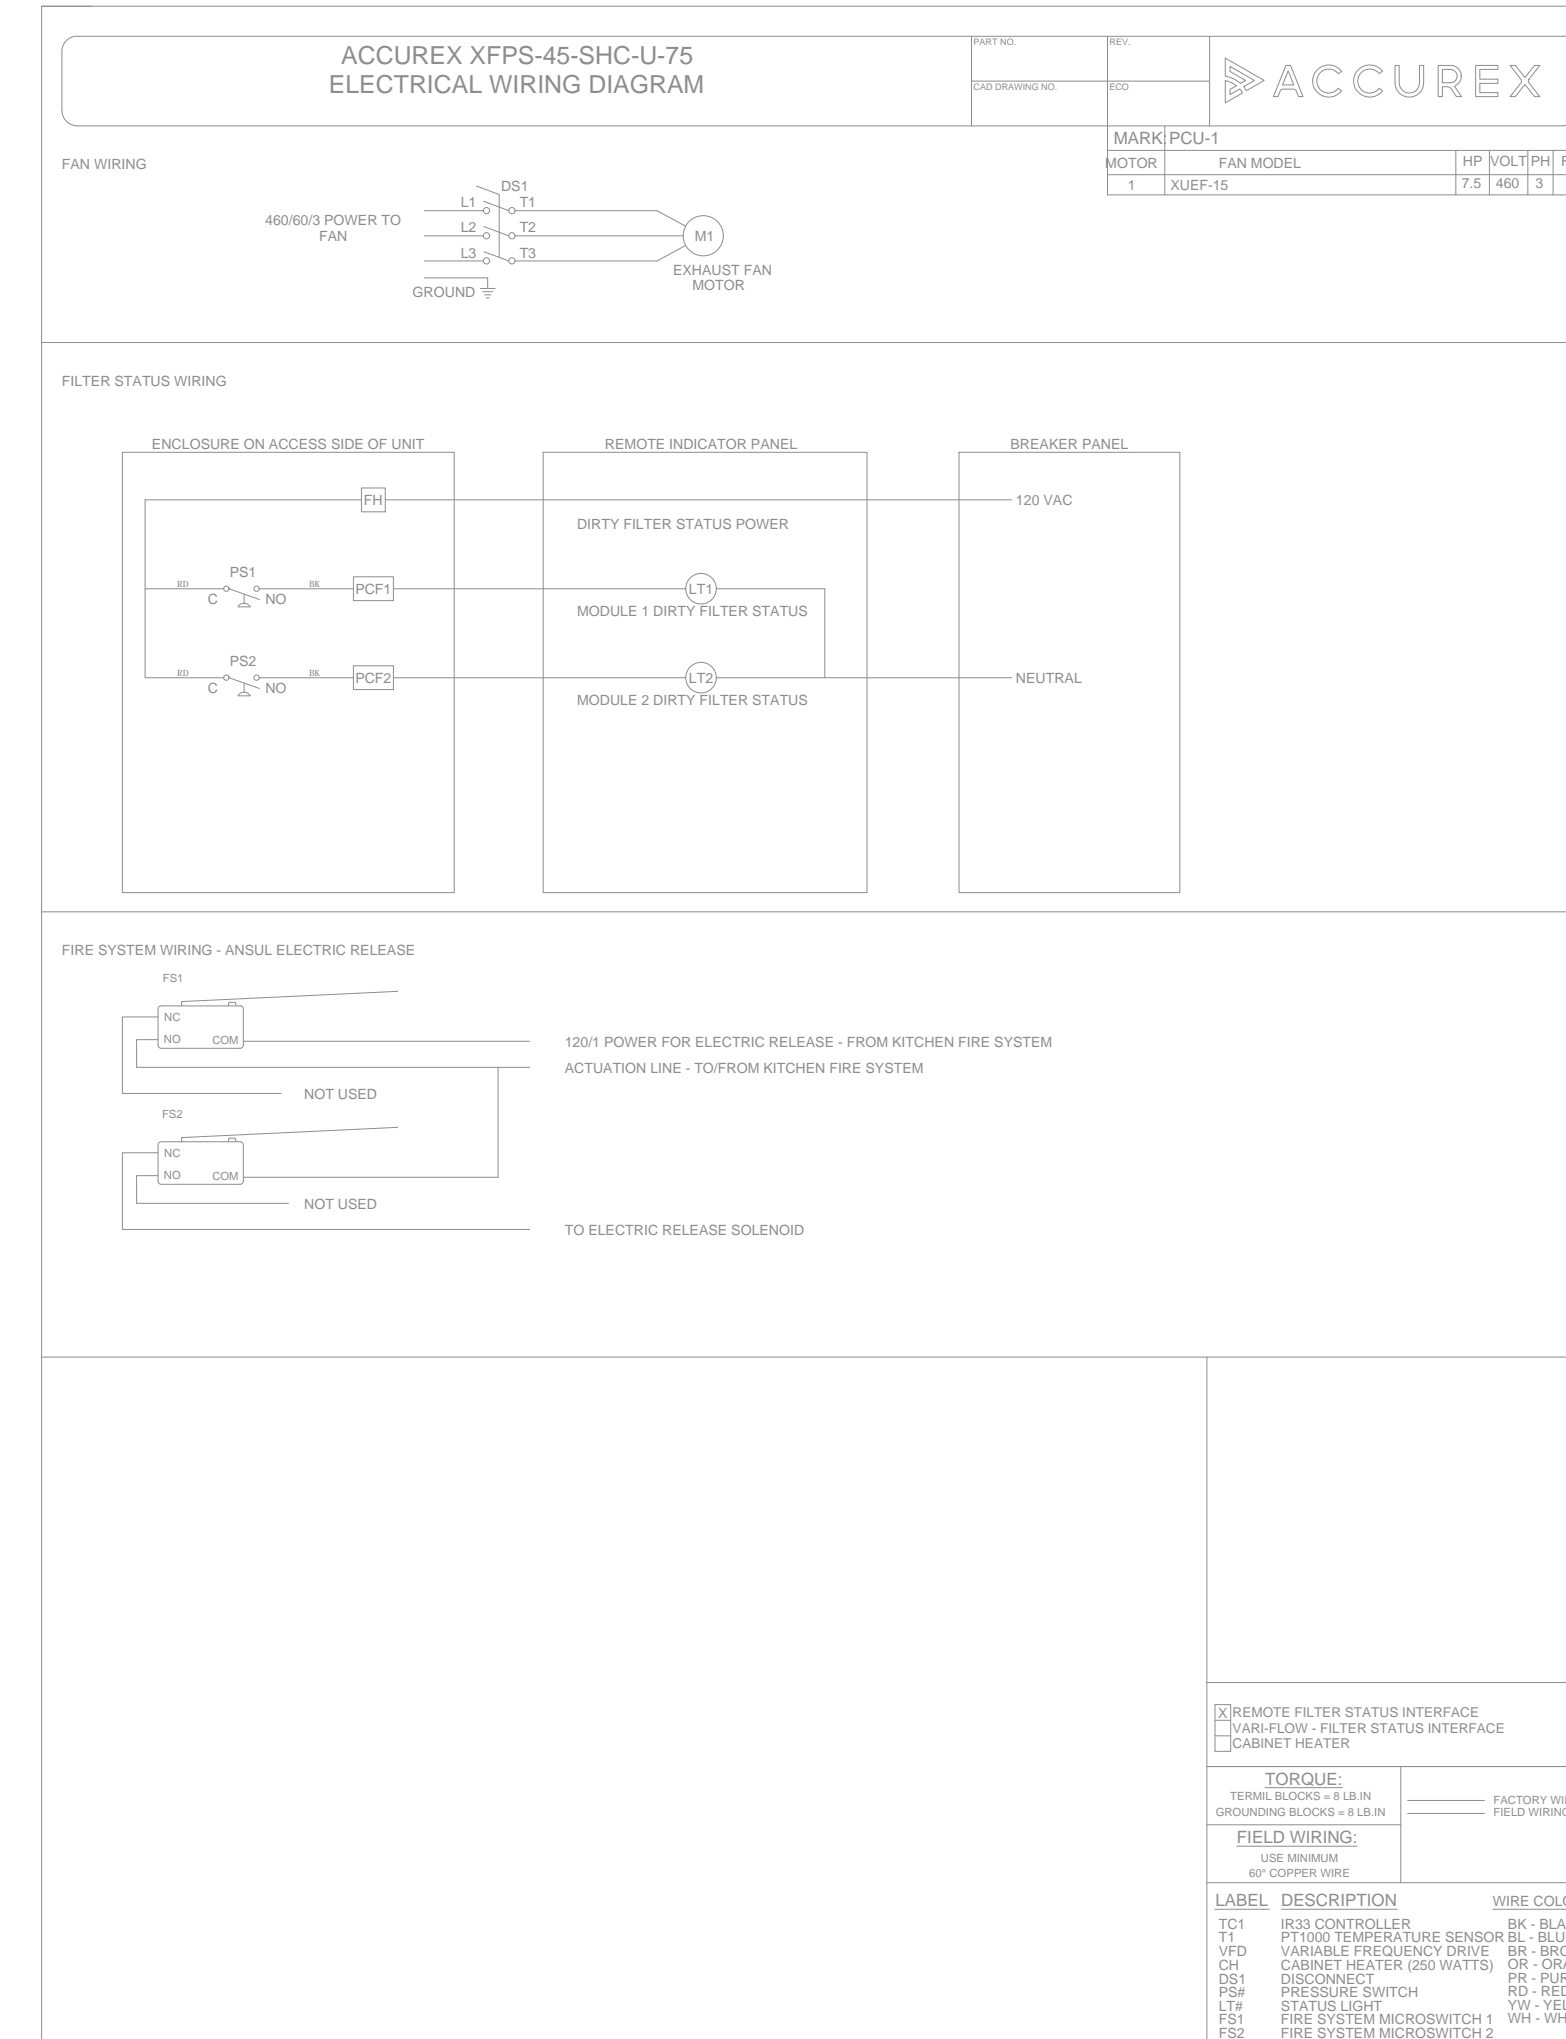 ACCUREX XFPS-45-SHC-U-75
ELECTRICAL WIRING DIAGRAM
PART NO.
REV.
CAD DRAWING NO.
ECO
ACCUREX
MARK: PCU-1
MOTOR FAN MODEL HP VOLT PH
1 XUEF-15 7.5 460 3
FAN WIRING
DS1
L1 T1
460/60/3 POWER TO
FAN
L2 T2
M1
L3 T3
EXHAUST FAN
MOTOR
GROUND
FILTER STATUS WIRING
ENCLOSURE ON ACCESS SIDE OF UNIT
REMOTE INDICATOR PANEL
BREAKER PANEL
FH
120 VAC
DIRTY FILTER STATUS POWER
PS1
RD
C
NO
BK
PCF1
LT1
MODULE 1 DIRTY FILTER STATUS
PS2
RD
C
NO
BK
PCF2
LT2
NEUTRAL
MODULE 2 DIRTY FILTER STATUS
FIRE SYSTEM WIRING - ANSUL ELECTRIC RELEASE
FS1
NC
NO COM
120/1 POWER FOR ELECTRIC RELEASE - FROM KITCHEN FIRE SYSTEM
ACTUATION LINE - TO/FROM KITCHEN FIRE SYSTEM
NOT USED
FS2
NC
NO COM
NOT USED
TO ELECTRIC RELEASE SOLENOID
X REMOTE FILTER STATUS INTERFACE
VARI-FLOW - FILTER STATUS INTERFACE
CABINET HEATER
TORQUE:
TERMIL BLOCKS = 8 LB.IN
GROUNDING BLOCKS = 8 LB.IN
FACTORY
FIELD
FIELD WIRING:
USE MINIMUM
60° COPPER WIRE
LABEL DESCRIPTION WIRE
TC1 IR33 CONTROLLER BK -
T1 PT1000 TEMPERATURE SENSOR BL -
VFD VARIABLE FREQUENCY DRIVE BR -
CH CABINET HEATER (250 WATTS) OR -
DS1 DISCONNECT PR -
PS# PRESSURE SWITCH RD -
LT# STATUS LIGHT YW -
FS1 FIRE SYSTEM MICROSWITCH 1 WH -
FS2 FIRE SYSTEM MICROSWITCH 2